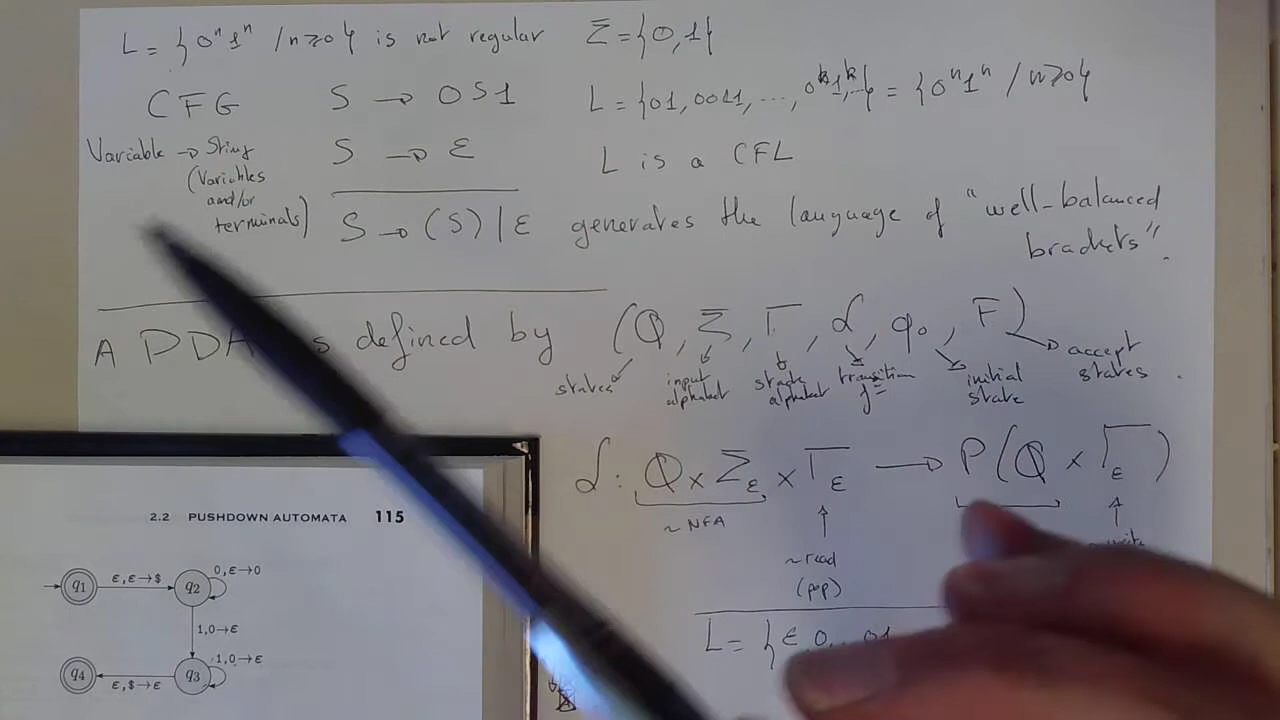 L = { 0ⁿ1ⁿ / n ⩾ 0 } is not regular Σ = {0, 1}
CFG S → 0S1 L = {01, 0011, ..., 0ᵏ1ᵏ, ...} = {0ⁿ1ⁿ / n ⩾ 0}
Variable → String S → ε L is a CFL
(Variables
and/or
terminals) S → (S) | ε generates the language of "well-balanced
brackets".
A PDA is defined by (Q, Σ, Γ, δ, q₀, F)
states input alphabet stack alphabet transition f= initial state accept states.
δ: Q × Σε × Γε → P(Q × Γε)
~ NFA
~ read
(pop)
~ write
L = {ε, 0, .. 01
2.2 PUSHDOWN AUTOMATA 115
q1 ε, ε→$ q2 0, ε→0
1, 0→ε
q4 ε, $→ε q3 1, 0→ε